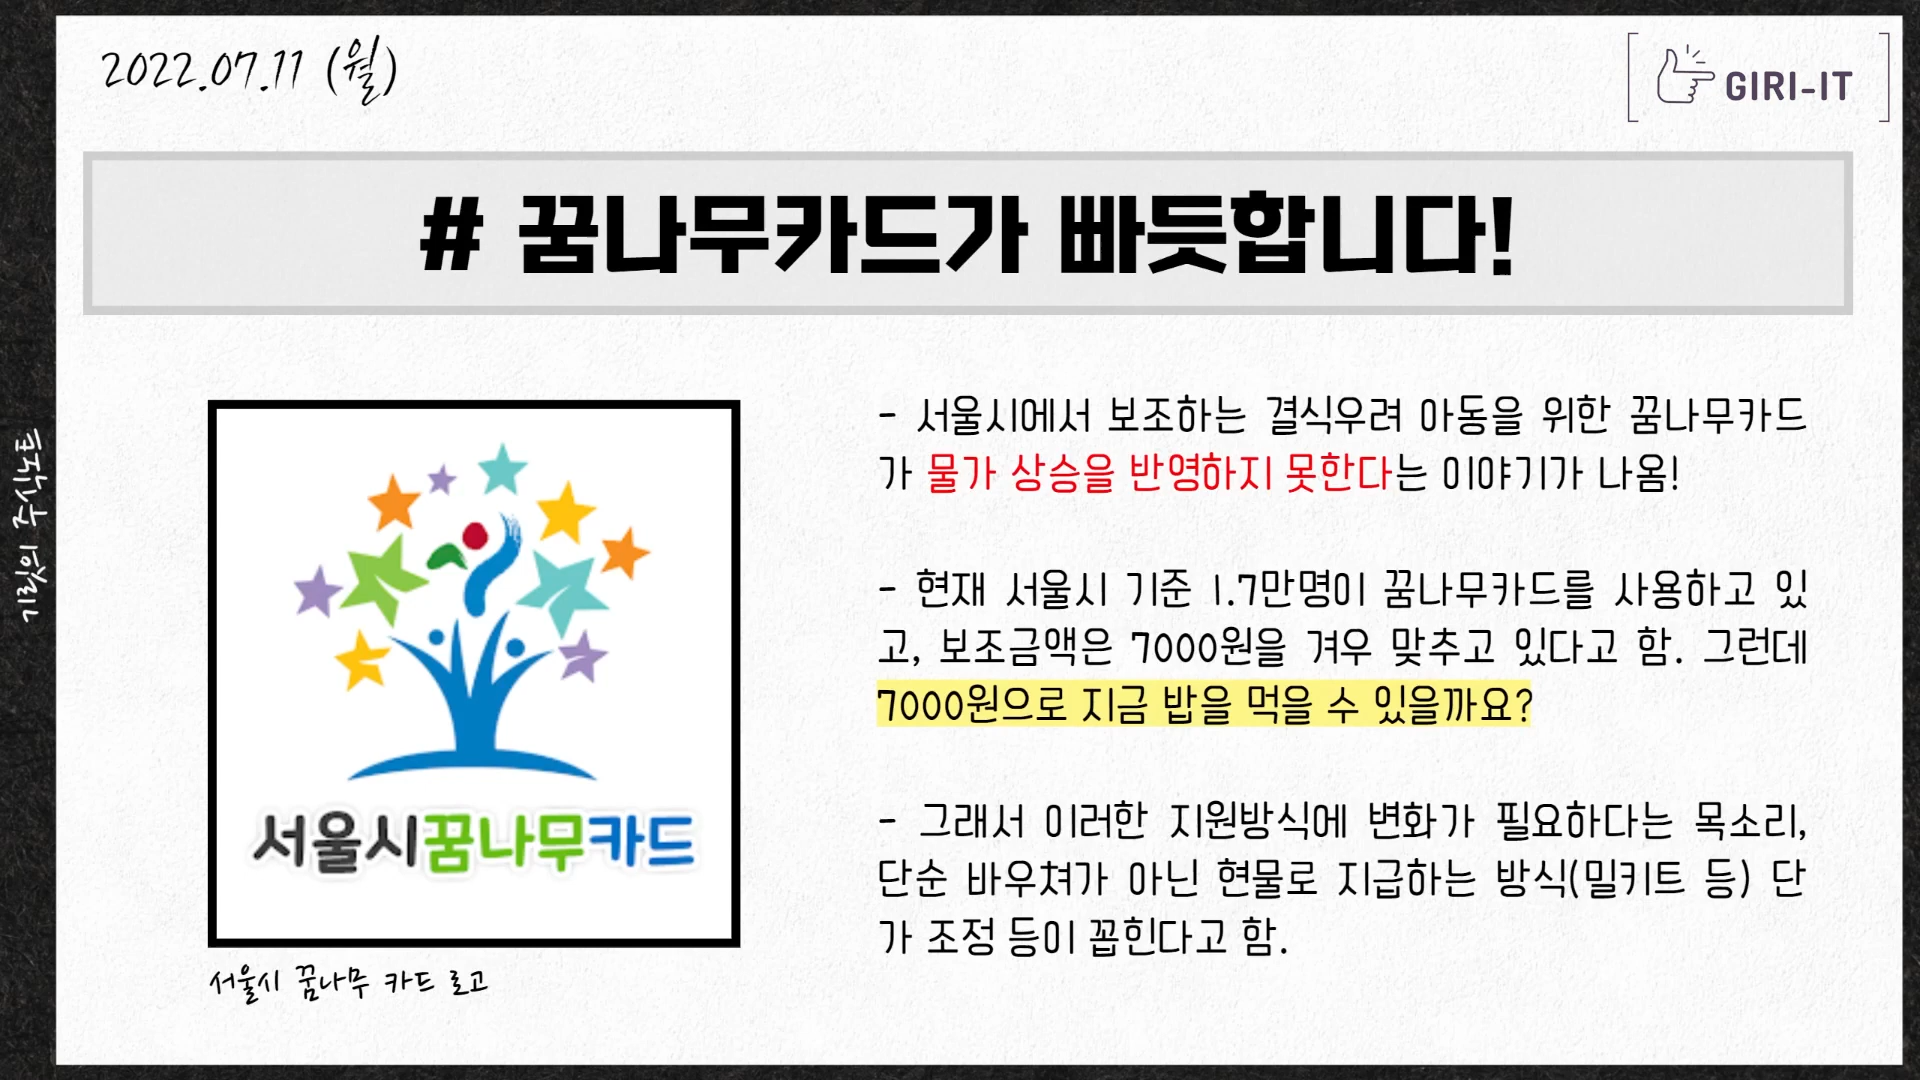 2022.07.11 (월)
GIRI-IT
# 꿈나무카드가 빠듯합니다!
기릿의 주식노트
서울시꿈나무카드
서울시 꿈나무 카드 로고
- 서울시에서 보조하는 결식우려 아동을 위한 꿈나무카드
가 물가 상승을 반영하지 못한다는 이야기가 나옴!
- 현재 서울시 기준 1.7만명이 꿈나무카드를 사용하고 있
고, 보조금액은 7000원을 겨우 맞추고 있다고 함. 그런데
7000원으로 지금 밥을 먹을 수 있을까요?
- 그래서 이러한 지원방식에 변화가 필요하다는 목소리,
단순 바우쳐가 아닌 현물로 지급하는 방식(밀키트 등) 단
가 조정 등이 꼽힌다고 함.